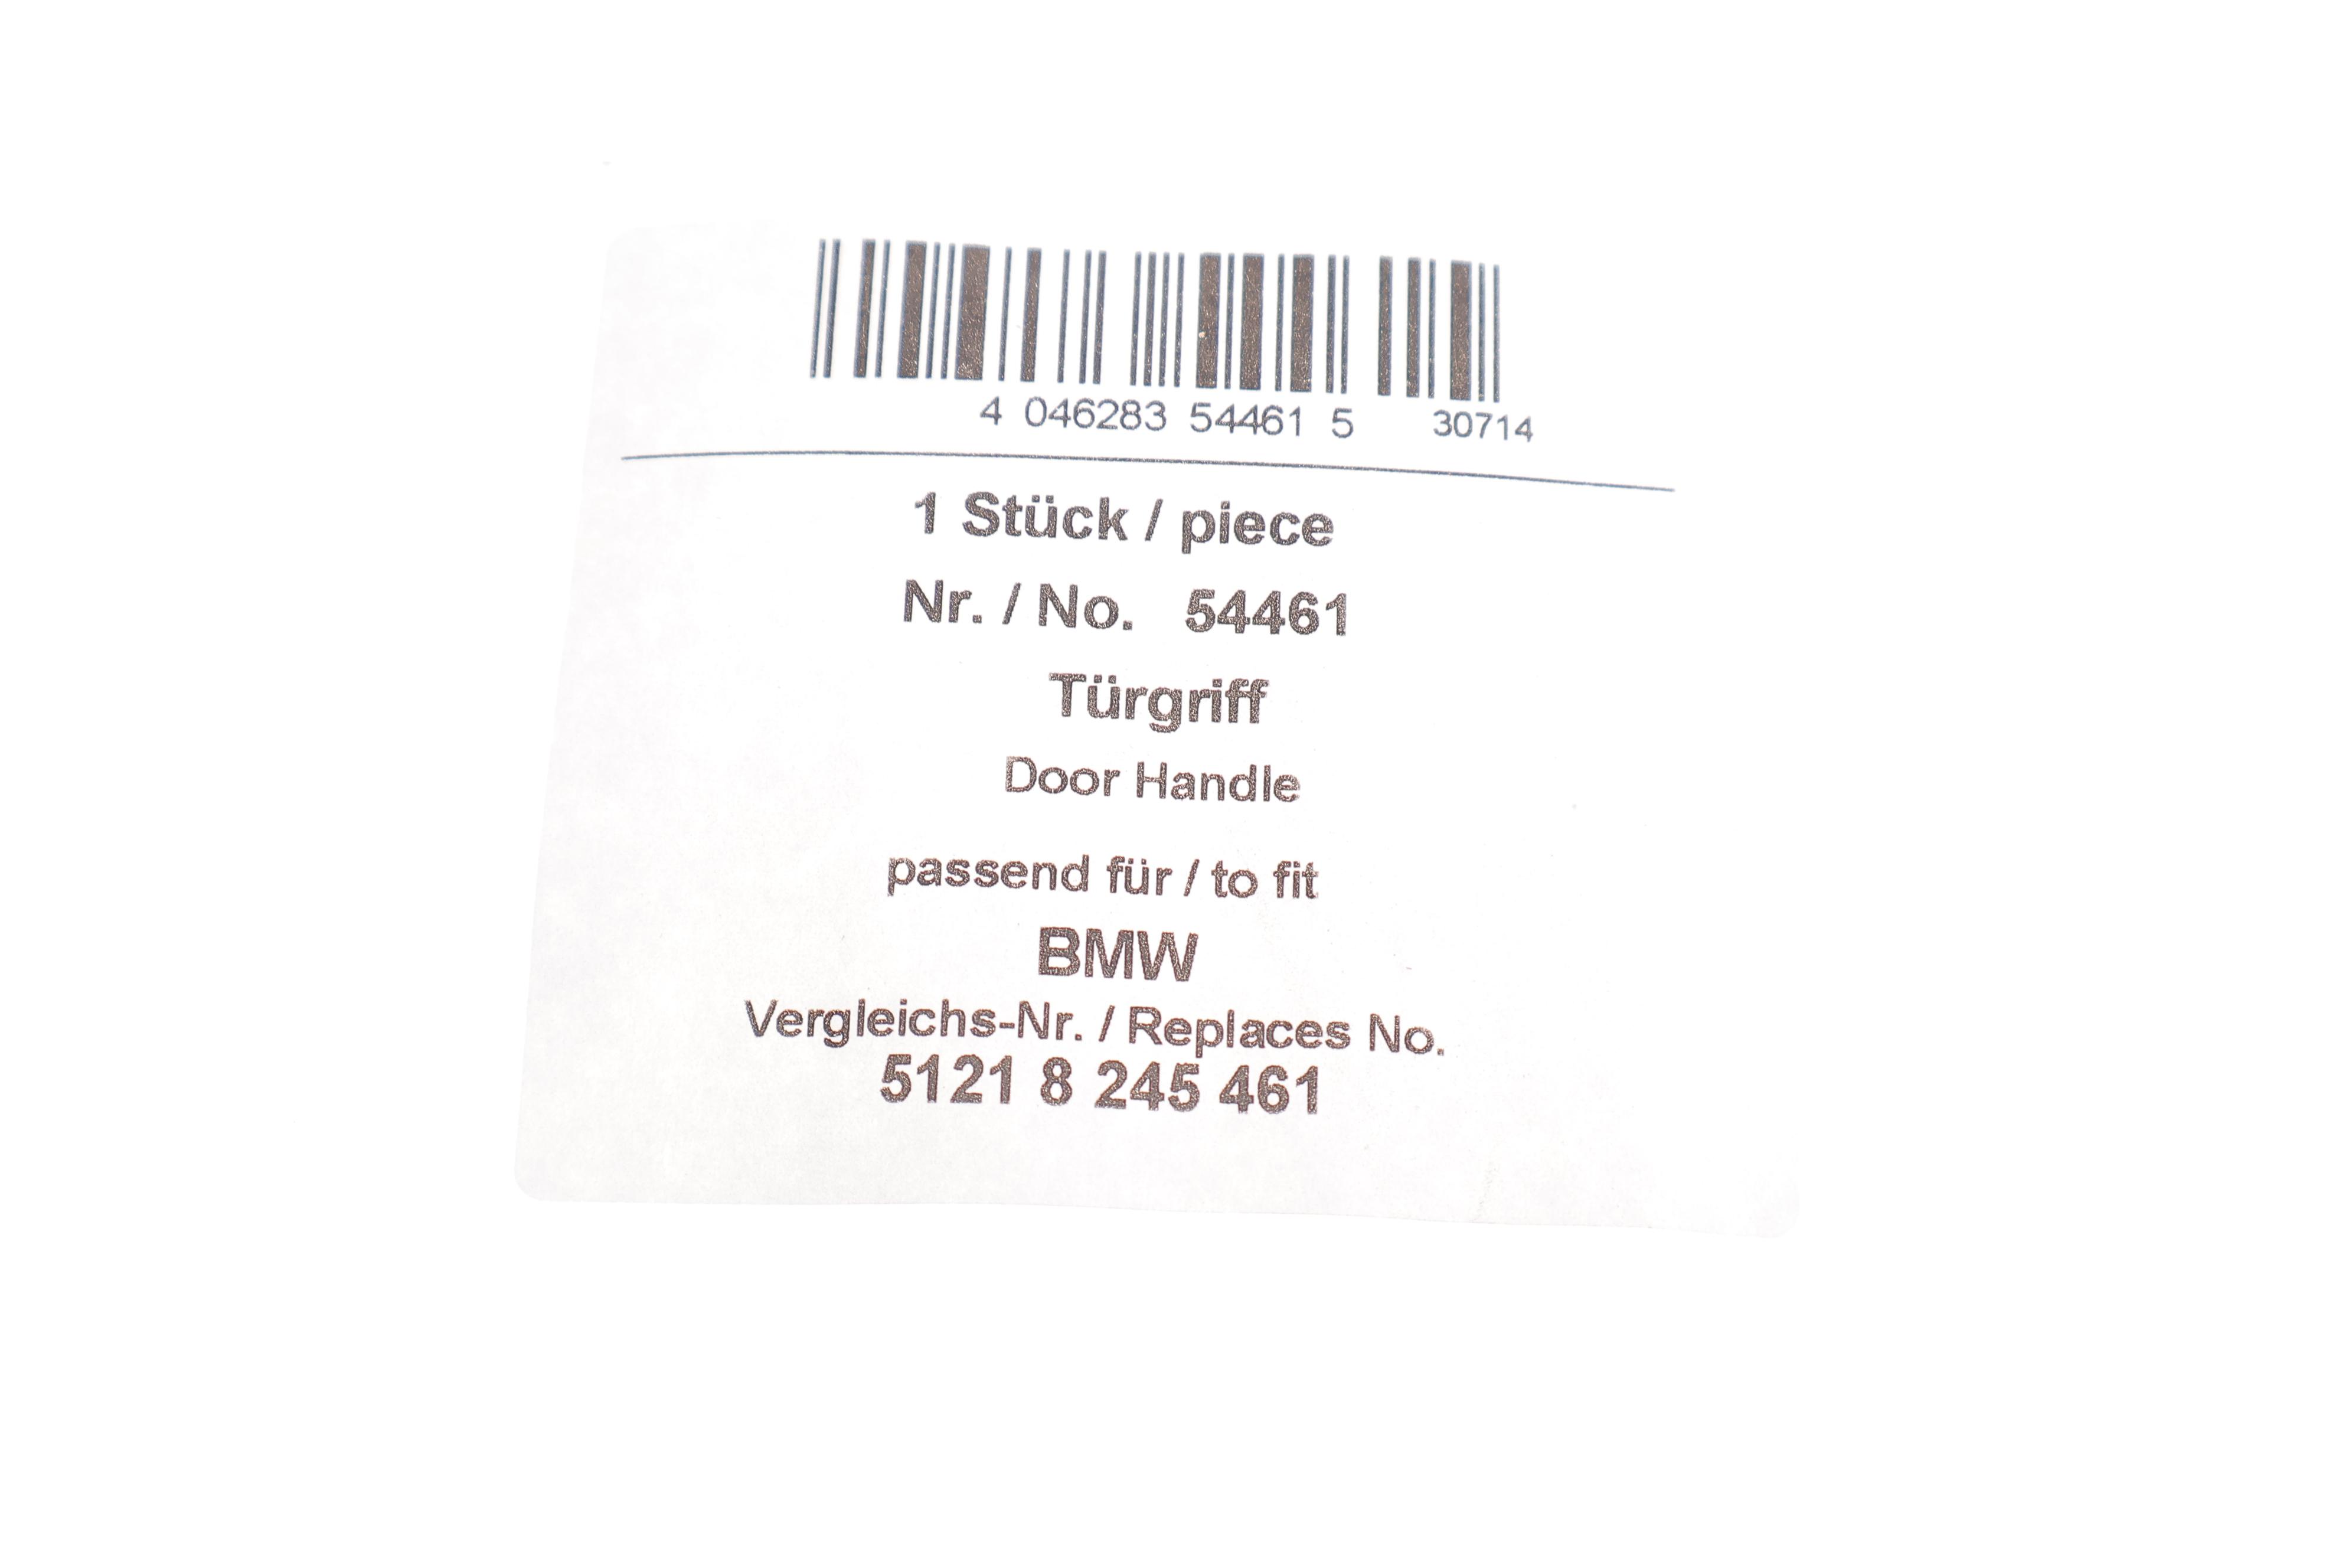 4 046283 54461 5 30714
1 Stück / piece
Nr. / No. 54461
Türgriff
Door Handle
passend für / to fit
BMW
Vergleichs-Nr. / Replaces No.
5121 8 245 461